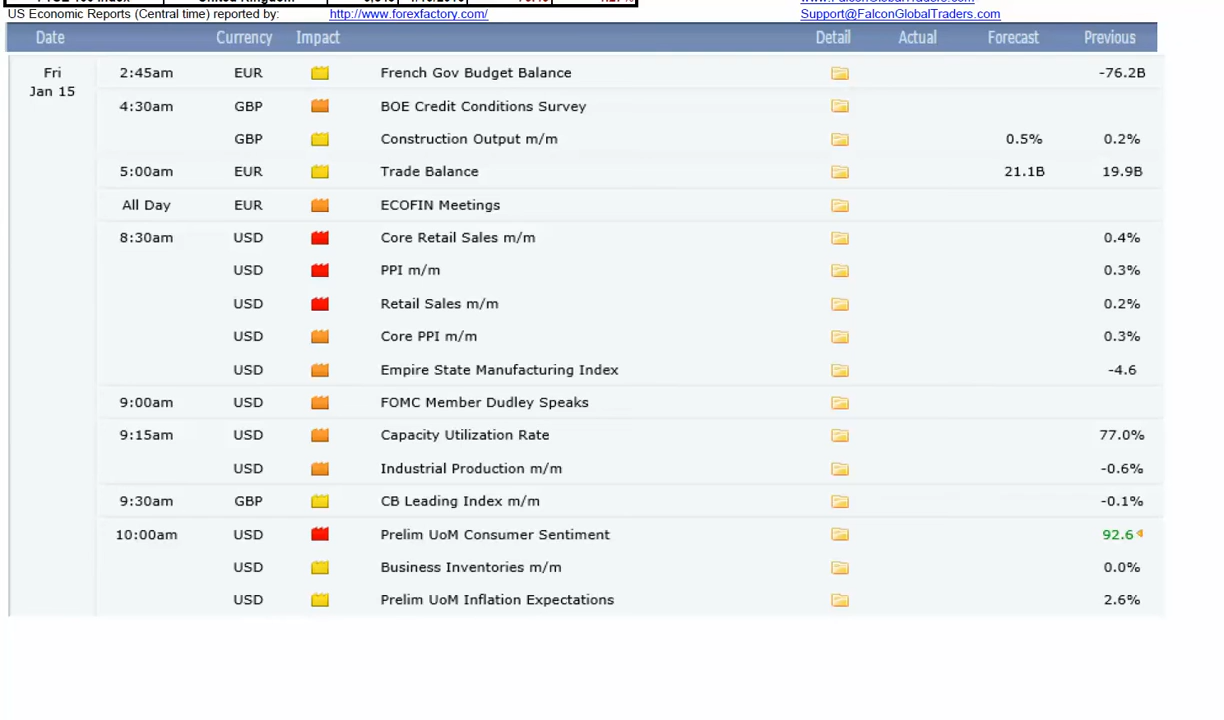 US Economic Reports (Central time) reported by: http://www.forexfactory.com/ Support@FalconGlobalTraders.com
Date Currency Impact Detail Actual Forecast Previous
Fri 2:45am EUR French Gov Budget Balance -76.2B
Jan 15
4:30am GBP BOE Credit Conditions Survey
GBP Construction Output m/m 0.5% 0.2%
5:00am EUR Trade Balance 21.1B 19.9B
All Day EUR ECOFIN Meetings
8:30am USD Core Retail Sales m/m 0.4%
USD PPI m/m 0.3%
USD Retail Sales m/m 0.2%
USD Core PPI m/m 0.3%
USD Empire State Manufacturing Index -4.6
9:00am USD FOMC Member Dudley Speaks
9:15am USD Capacity Utilization Rate 77.0%
USD Industrial Production m/m -0.6%
9:30am GBP CB Leading Index m/m -0.1%
10:00am USD Prelim UoM Consumer Sentiment 92.6
USD Business Inventories m/m 0.0%
USD Prelim UoM Inflation Expectations 2.6%